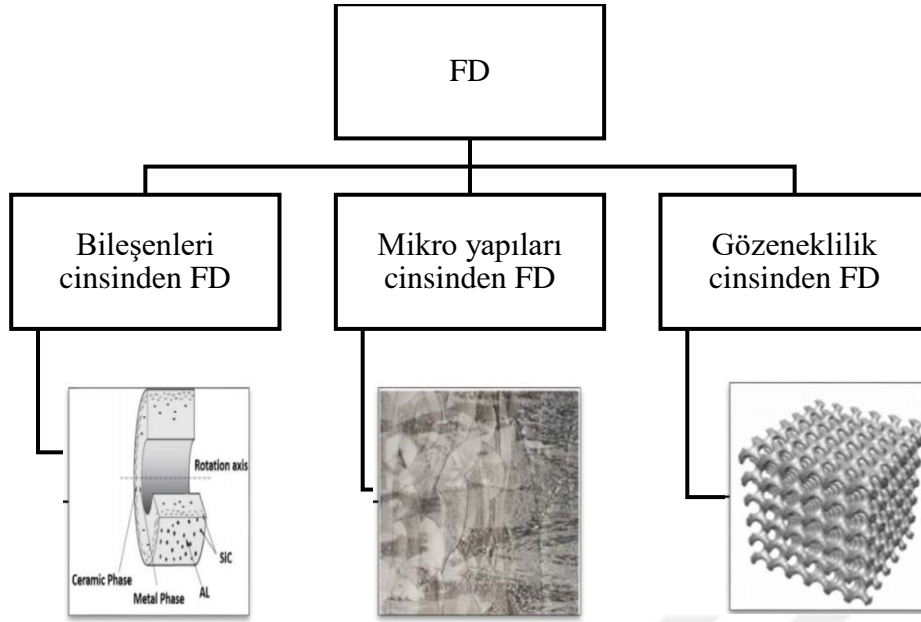 FD
Bileşenleri
cinsinden FD
Mikro yapıları
cinsinden FD
Gözeneklilik
cinsinden FD
Rotation axis
SiC
Ceramic Phase
AL
Metal Phase